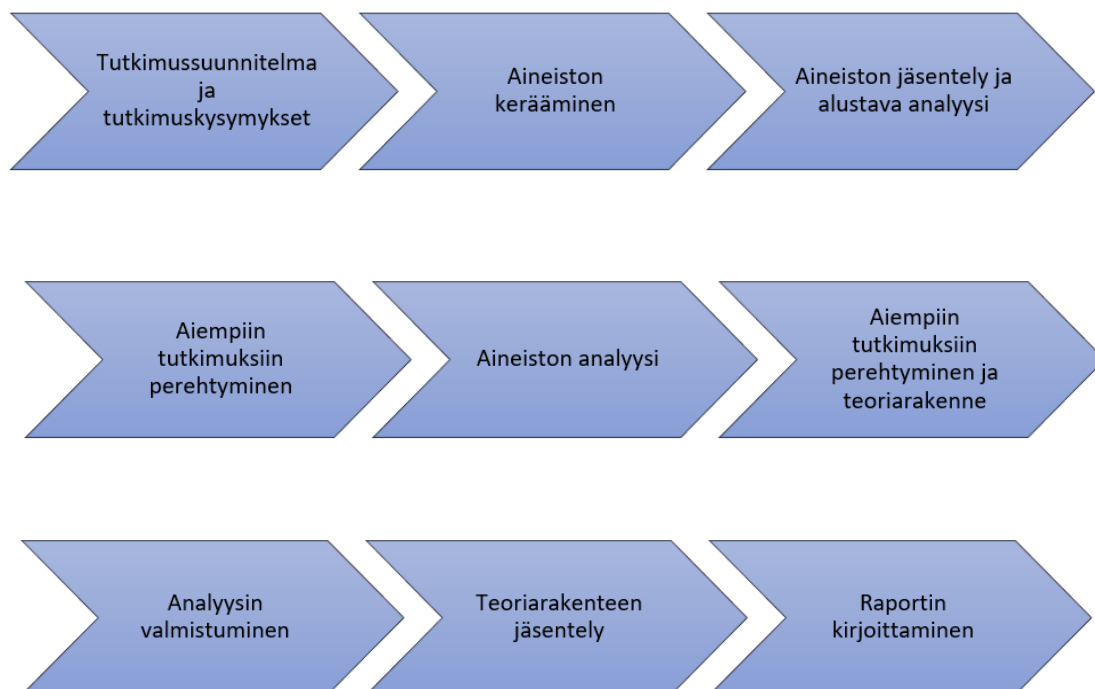 Tutkimussuunnitelma
ja
tutkimuskysymykset
Aineiston
kerääminen
Aineiston jäsentely ja
alustava analyysi
Aiempiin
tutkimuksiin
perehtyminen
Aineiston analyysi
Aiempiin
tutkimuksiin
perehtyminen ja
teoriarakenne
Analyysin
valmistuminen
Teoriarakenteen
jäsentely
Raportin
kirjoittaminen